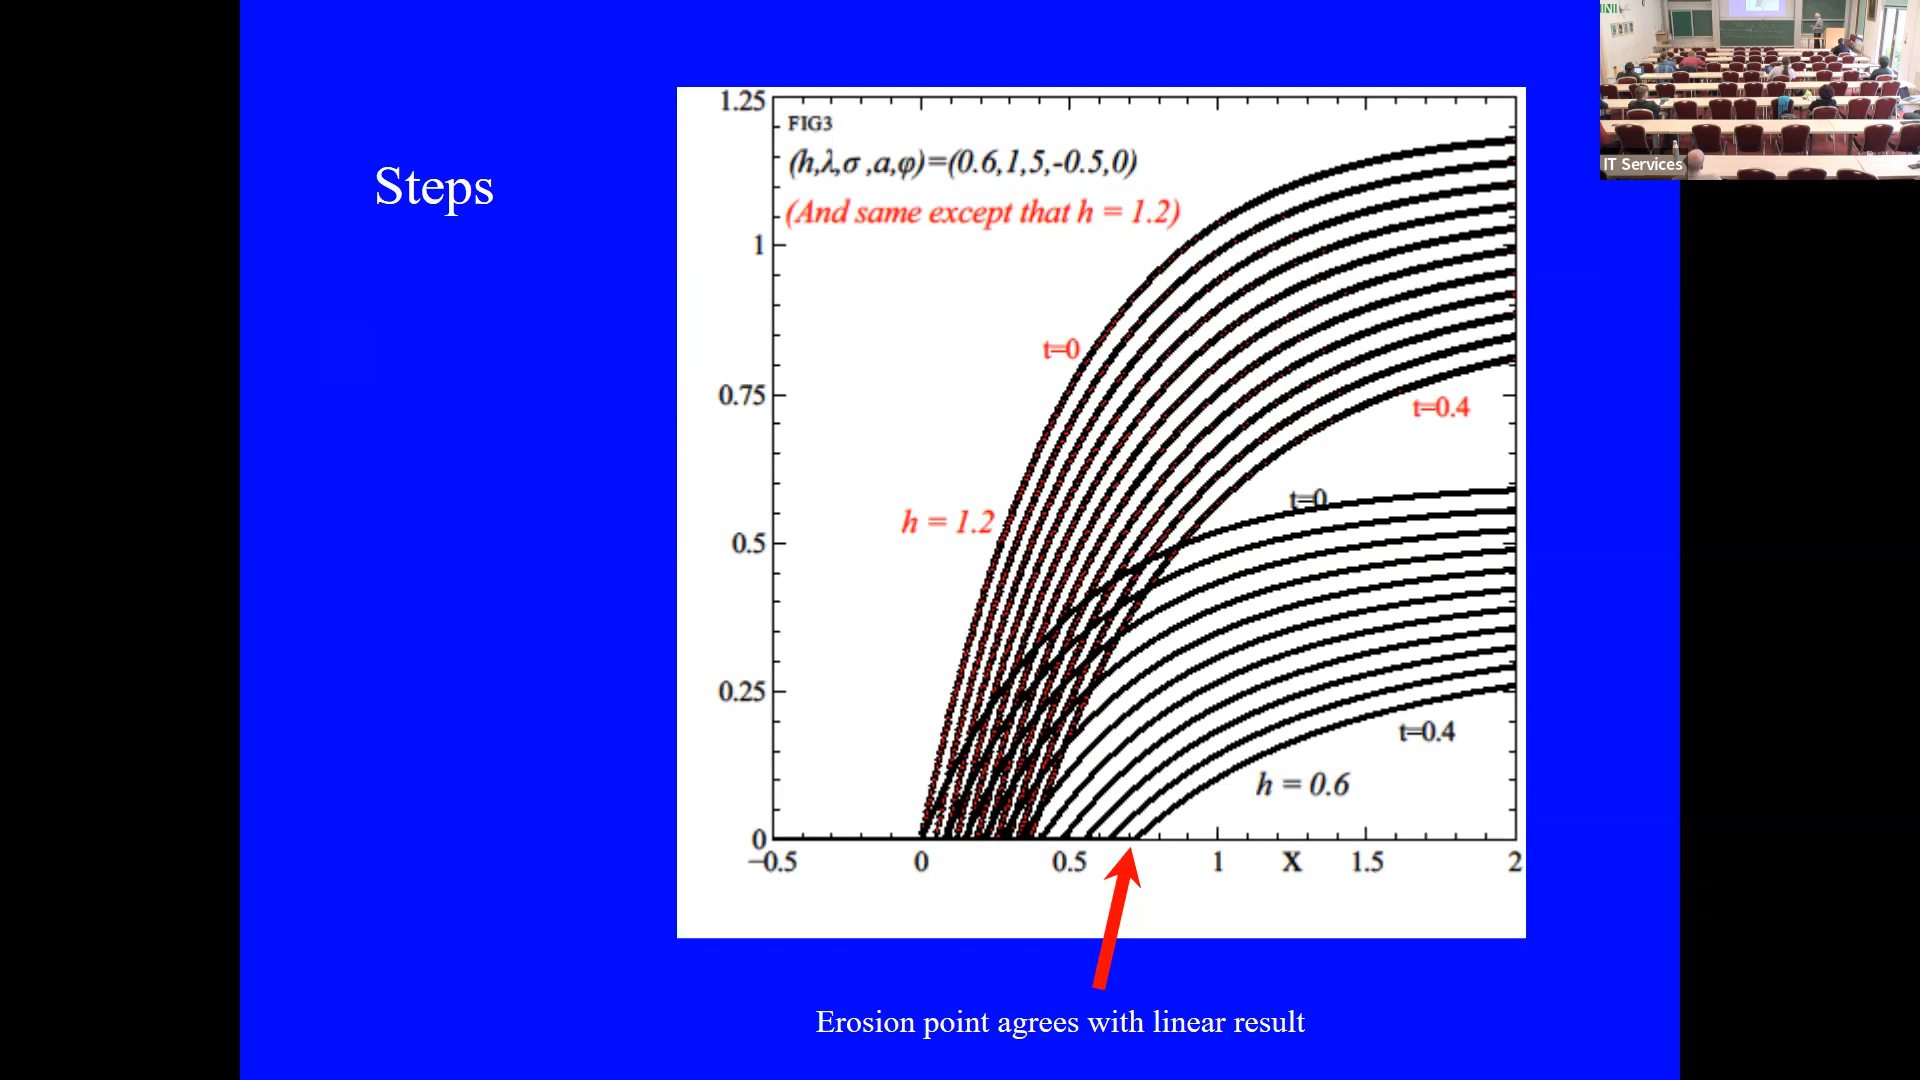 Steps
FIG3
(h,λ,σ ,a,φ)=(0.6,1,5,-0.5,0)
(And same except that h = 1.2)
1.25
1
0.75
0.5
0.25
0
t=0
t=0.4
h = 1.2
t=0
t=0.4
h = 0.6
−0.5
0
0.5
1
X
1.5
2
Erosion point agrees with linear result
IT Services